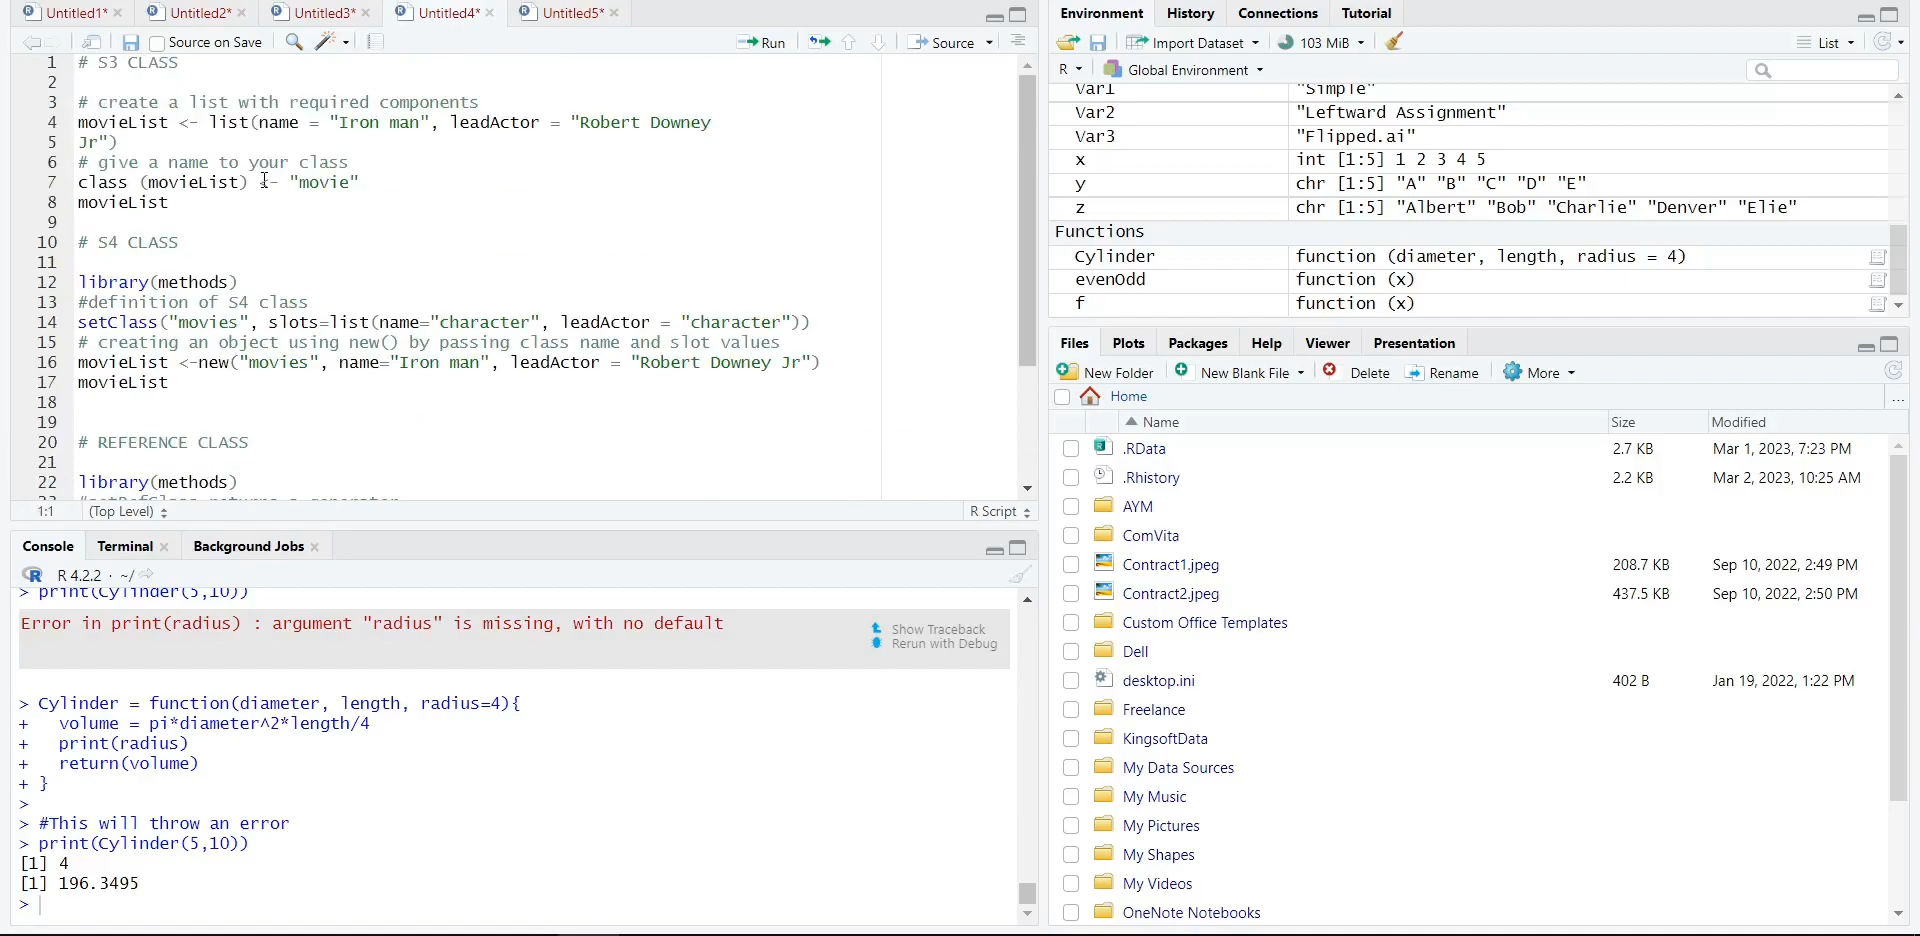 Untitled1* × Untitled2* × Untitled3* × Untitled4* × Untitled5* ×
Source on Save Run Source
1 # S3 CLASS
2
3 # create a list with required components
4 movieList <- list(name = "Iron man", leadActor = "Robert Downey
5 Jr")
6 # give a name to your class
7 class (movieList) <- "movie"
8 movieList
9
10 # S4 CLASS
11
12 library(methods)
13 #definition of S4 class
14 setClass("movies", slots=list(name="character", leadActor = "character"))
15 # creating an object using new() by passing class name and slot values
16 movieList <-new("movies", name="Iron man", leadActor = "Robert Downey Jr")
17 movieList
18
19
20 # REFERENCE CLASS
21
22 library(methods)
1:1 (Top Level) R Script
Console Terminal × Background Jobs ×
R 4.2.2 · ~/
> print(Cylinder(5,10))
Error in print(radius) : argument "radius" is missing, with no default
Show Traceback
Rerun with Debug
> Cylinder = function(diameter, length, radius=4){
+ volume = pi*diameter^2*length/4
+ print(radius)
+ return(volume)
+ }
>
> #This will throw an error
> print(Cylinder(5,10))
[1] 4
[1] 196.3495
>
Environment History Connections Tutorial
Import Dataset 103 MiB List
R Global Environment
Var1 "Simple"
Var2 "Leftward Assignment"
Var3 "Flipped.ai"
x int [1:5] 1 2 3 4 5
y chr [1:5] "A" "B" "C" "D" "E"
z chr [1:5] "Albert" "Bob" "Charlie" "Denver" "Elie"
Functions
Cylinder function (diameter, length, radius = 4)
evenOdd function (x)
f function (x)
Files Plots Packages Help Viewer Presentation
New Folder New Blank File Delete Rename More
Home ...
Name Size Modified
.RData 2.7 KB Mar 1, 2023, 7:23 PM
.Rhistory 2.2 KB Mar 2, 2023, 10:25 AM
AYM
ComVita
Contract1.jpeg 208.7 KB Sep 10, 2022, 2:49 PM
Contract2.jpeg 437.5 KB Sep 10, 2022, 2:50 PM
Custom Office Templates
Dell
desktop.ini 402 B Jan 19, 2022, 1:22 PM
Freelance
KingsoftData
My Data Sources
My Music
My Pictures
My Shapes
My Videos
OneNote Notebooks